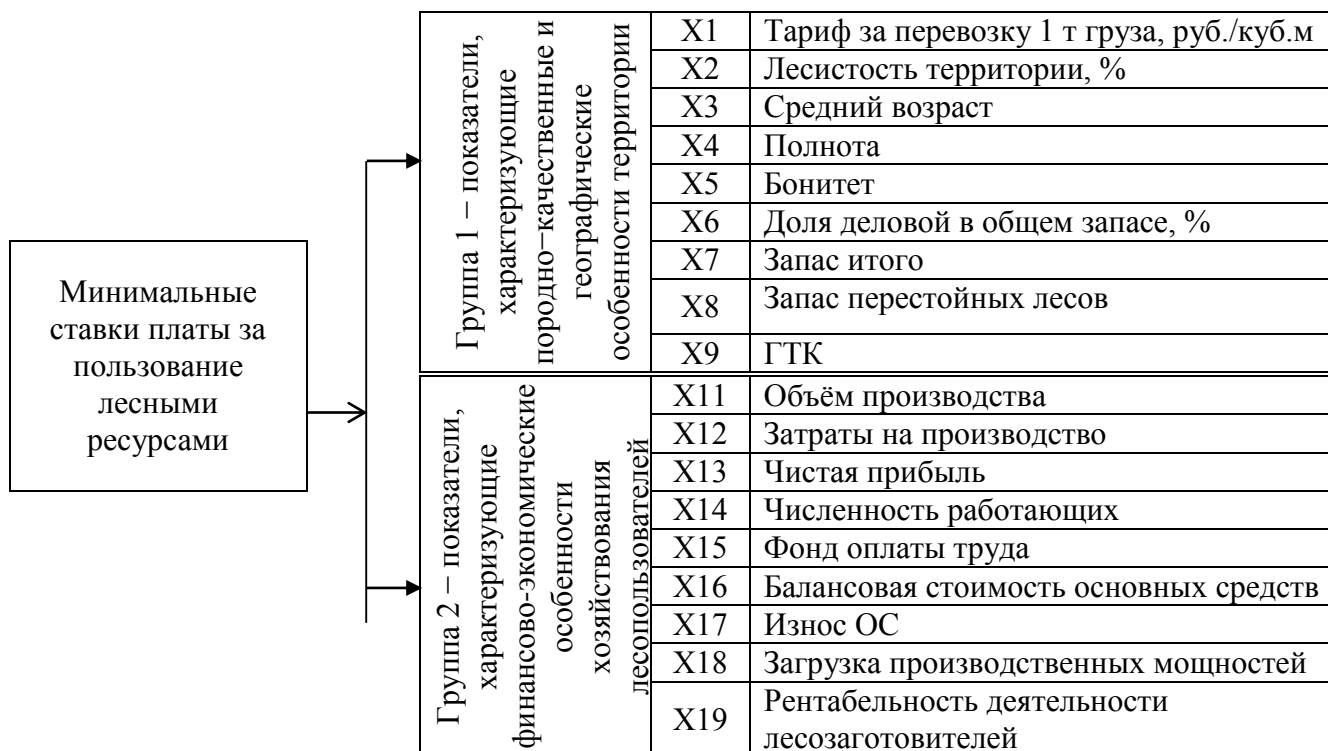 Минимальные
ставки платы за
пользование
лесными
ресурсами
Группа 1 – показатели,
характеризующие
породно–качественные и
географические
особенности территории
X1 Тариф за перевозку 1 т груза, руб./куб.м
X2 Лесистость территории, %
X3 Средний возраст
X4 Полнота
X5 Бонитет
X6 Доля деловой в общем запасе, %
X7 Запас итого
X8 Запас перестойных лесов
X9 ГТК
Группа 2 – показатели,
характеризующие
финансово-экономические
особенности
хозяйствования
лесопользователей
X11 Объём производства
X12 Затраты на производство
X13 Чистая прибыль
X14 Численность работающих
X15 Фонд оплаты труда
X16 Балансовая стоимость основных средств
X17 Износ ОС
X18 Загрузка производственных мощностей
X19 Рентабельность деятельности
лесозаготовителей